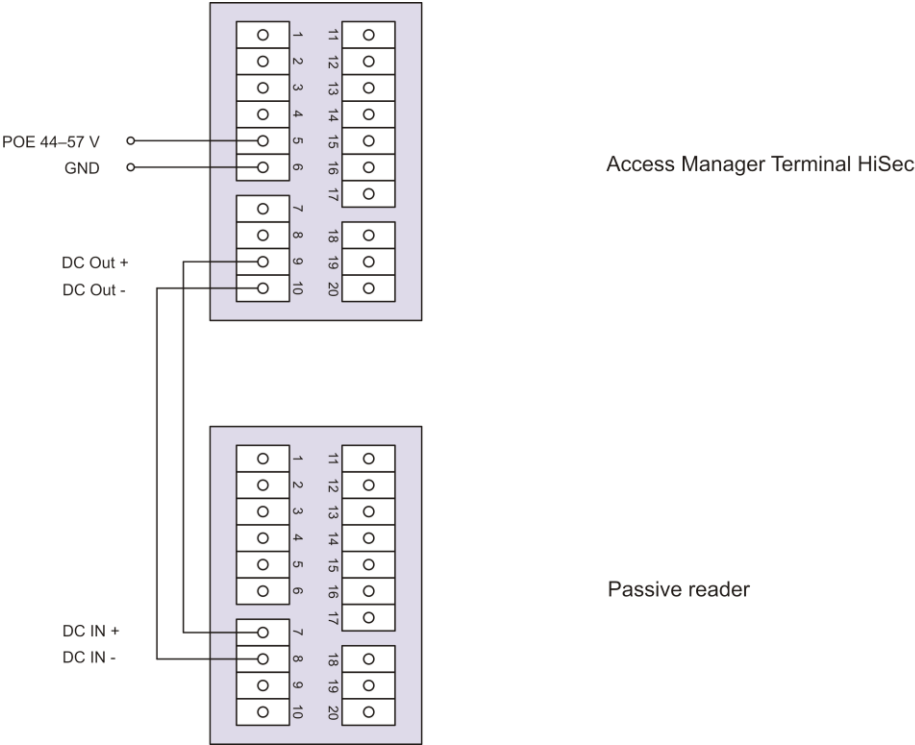 1 11
2 12
3 13
4 14
POE 44–57 V 5 15
GND 6 16
Access Manager Terminal HiSec
17
7
8 18
DC Out + 9 19
DC Out - 10 20
1 11
2 12
3 13
4 14
5 15
6 16
Passive reader
17
DC IN + 7
DC IN - 8 18
9 19
10 20